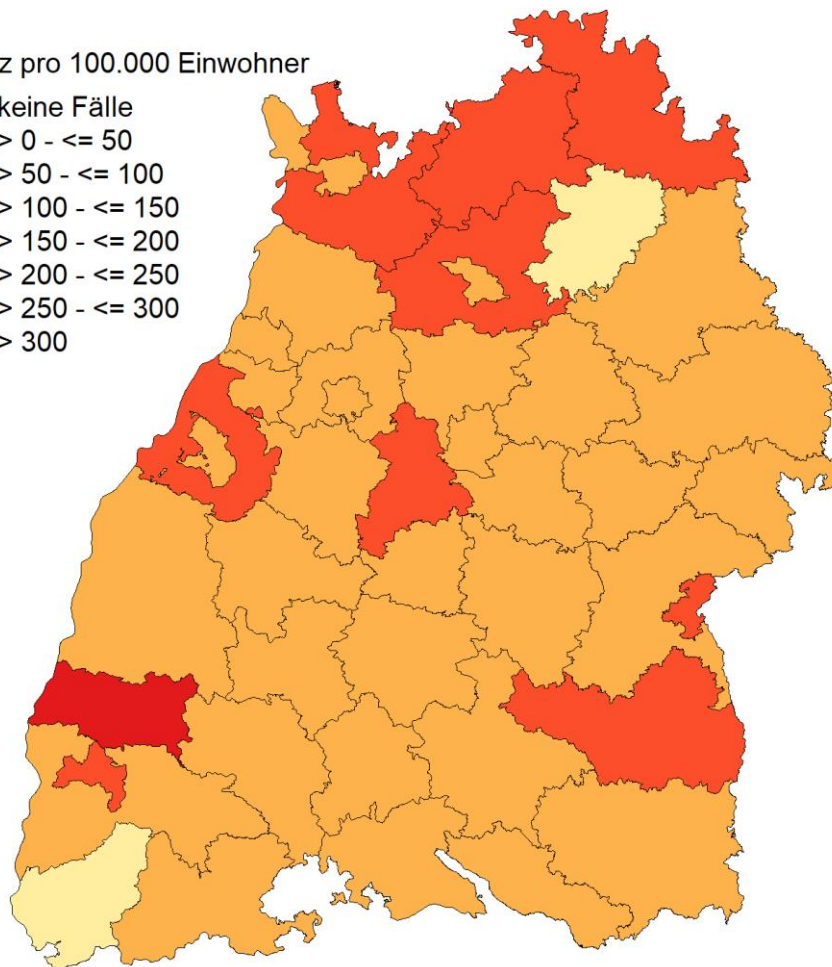 z pro 100.000 Einwohner
keine Fälle
> 0 - <= 50
> 50 - <= 100
> 100 - <= 150
> 150 - <= 200
> 200 - <= 250
> 250 - <= 300
> 300